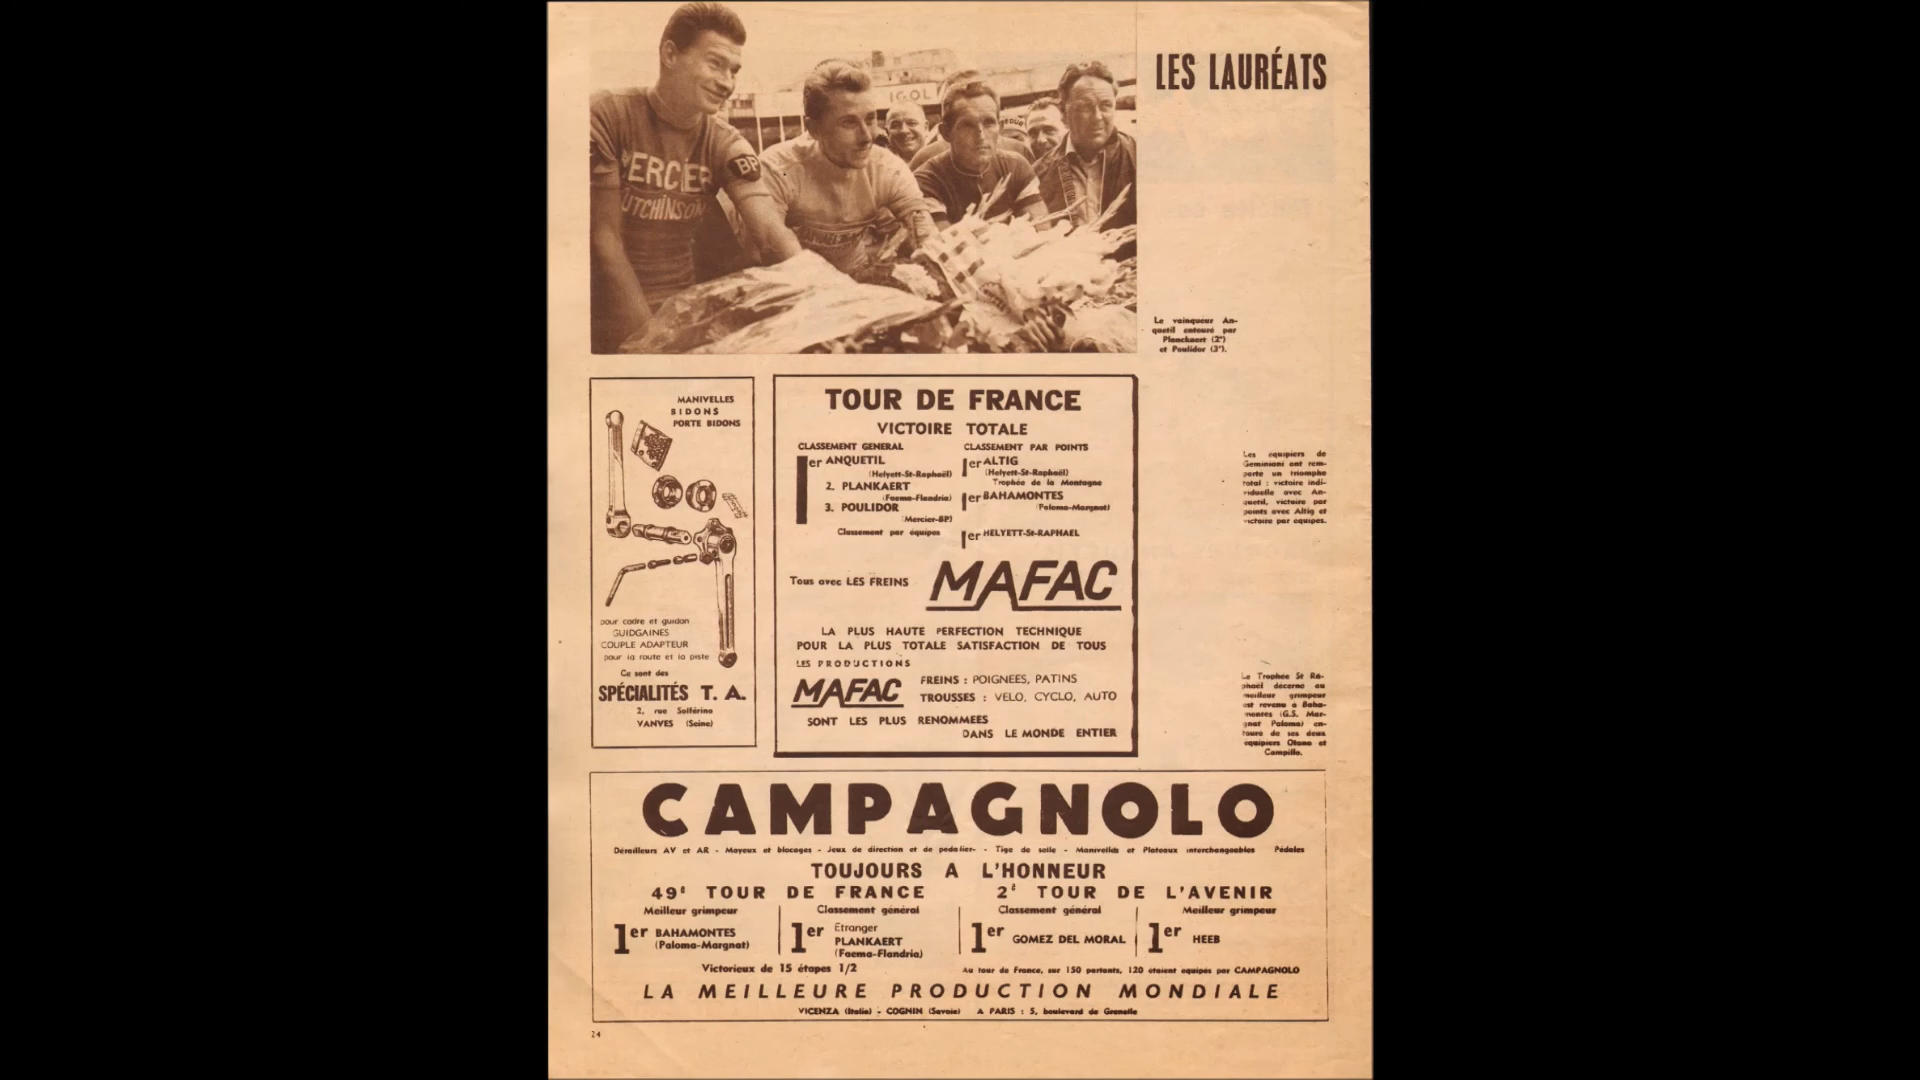 LES LAURÉATS
IGOL
MERCIER
BP
HUTCHINSON
Le vainqueur An-
quetil entouré par
Planckaert (2e)
et Poulidor (3e).
MANIVELLES
BIDONS
PORTE BIDONS
pour cadre et guidon
GUIDGAINES
COUPLE ADAPTEUR
pour la route et la piste
Ce sont des
SPÉCIALITÉS T. A.
2, rue Solférino
VANVES (Seine)
TOUR DE FRANCE
VICTOIRE TOTALE
CLASSEMENT GENERAL
1er ANQUETIL
(Helyett-St-Raphaël)
2. PLANKAERT
(Faema-Flandria)
3. POULIDOR
(Mercier-BP)
CLASSEMENT PAR POINTS
1er ALTIG
(Helyett-St-Raphaël)
Trophée de la Montagne
1er BAHAMONTES
(Paloma-Margnat)
Classement par équipes
1er HELYETT-St-RAPHAEL
Tous avec LES FREINS MAFAC
LA PLUS HAUTE PERFECTION TECHNIQUE
POUR LA PLUS TOTALE SATISFACTION DE TOUS
LES PRODUCTIONS
MAFAC
FREINS : POIGNEES, PATINS
TROUSSES : VELO, CYCLO, AUTO
SONT LES PLUS RENOMMEES
DANS LE MONDE ENTIER
Les équipiers de
Geminiani ont rem-
porté un triomphe
total : victoire indi-
viduelle avec An-
quetil, victoire par
points avec Altig et
victoire par équipes.
Le Trophée St Ra-
phaël décerné au
meilleur grimpeur
est revenu à Baha-
montes (G.S. Mar-
gnat Paloma) en-
touré de ses deux
équipiers Otano et
Campillo.
CAMPAGNOLO
Dérailleurs AV et AR - Moyeux et blocages - Jeux de direction et de pédalier- - Tige de selle - Manivelles et Plateaux interchangeables Pédales
TOUJOURS A L'HONNEUR
49e TOUR DE FRANCE
2e TOUR DE L'AVENIR
Meilleur grimpeur
1er BAHAMONTES
(Paloma-Margnat)
Classement général
1er Etranger
PLANKAERT
(Faema-Flandria)
Classement général
1er GOMEZ DEL MORAL
Meilleur grimpeur
1er HEEB
Victorieux de 15 étapes 1/2
Au tour de France, sur 150 partants, 120 étaient équipés par CAMPAGNOLO
LA MEILLEURE PRODUCTION MONDIALE
VICENZA (Italie) - COGNIN (Savoie) A PARIS : 5, boulevard de Grenelle
24